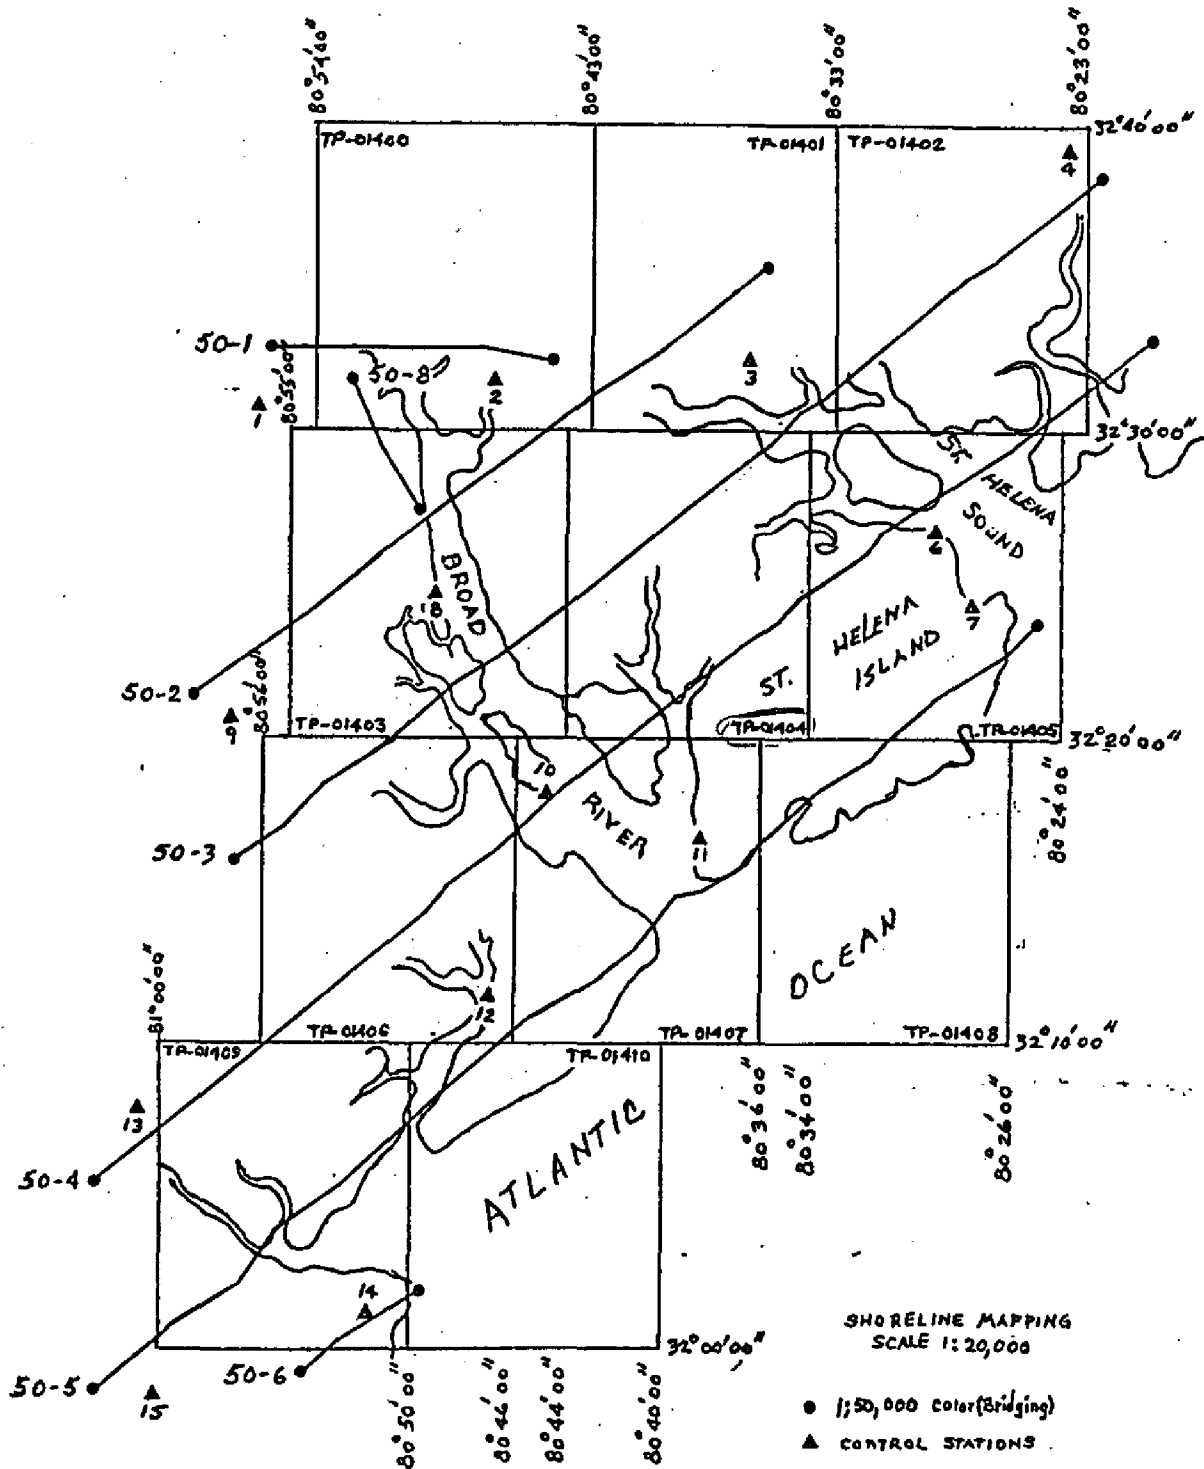 80°54'00"
80°43'00"
80°33'00"
80°23'00"
32°40'00"
TP-01400
TP-01401
TP-01402
4
50-1
50-8
80°55'00"
1
2
3
32°30'00"
ST. HELENA SOUND
6
7
BROAD
8
ST. HELENA ISLAND
50-2
9
80°56'00"
TP-01403
TP-01404
TP-01405
32°20'00"
10
RIVER
11
80°24'00"
50-3
OCEAN
81°00'00"
12
TP-01406
TP-01407
TP-01408
32°10'00"
TP-01409
TP-01410
13
80°36'00"
80°34'00"
80°26'00"
50-4
ATLANTIC
14
32°00'00"
50-5
15
50-6
80°50'00"
80°46'00"
80°44'00"
80°40'00"
SHORELINE MAPPING
SCALE 1:20,000
1:50,000 Color (Bridging)
CONTROL STATIONS